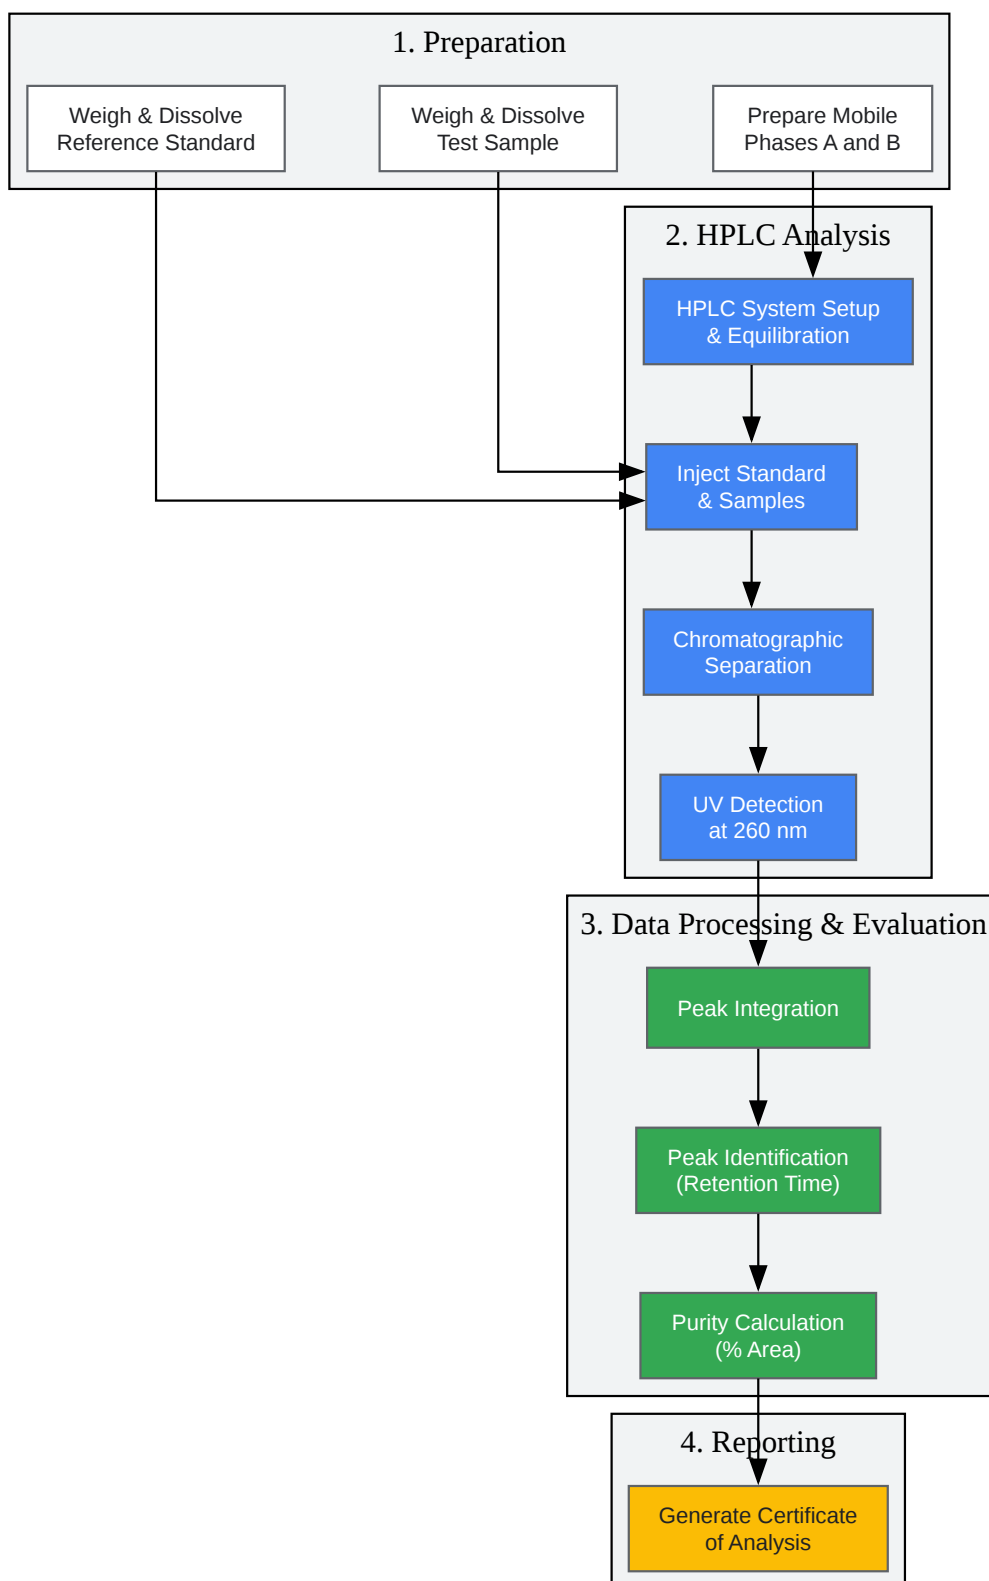 1. Preparation
Weigh & Dissolve
Reference Standard
Weigh & Dissolve
Test Sample
Prepare Mobile
Phases A and B
2. HPLC Analysis
HPLC System Setup
& Equilibration
Inject Standard
& Samples
Chromatographic
Separation
UV Detection
at 260 nm
3. Data Processing & Evaluation
Peak Integration
Peak Identification
(Retention Time)
Purity Calculation
(% Area)
4. Reporting
Generate Certificate
of Analysis